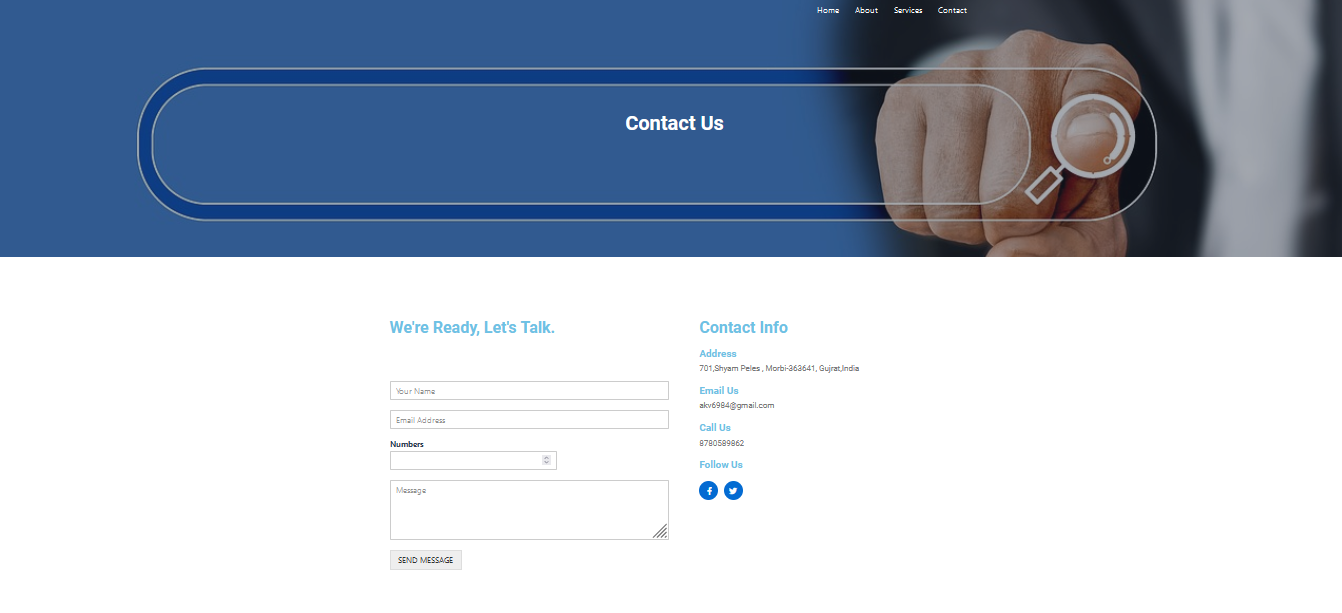 Home About Services Contact
Contact Us
We're Ready, Let's Talk.
Your Name
Email Address
Numbers
Message
SEND MESSAGE
Contact Info
Address
701,Shyam Peles , Morbi-363641, Gujrat,India
Email Us
akv6984@gmail.com
Call Us
8780589862
Follow Us